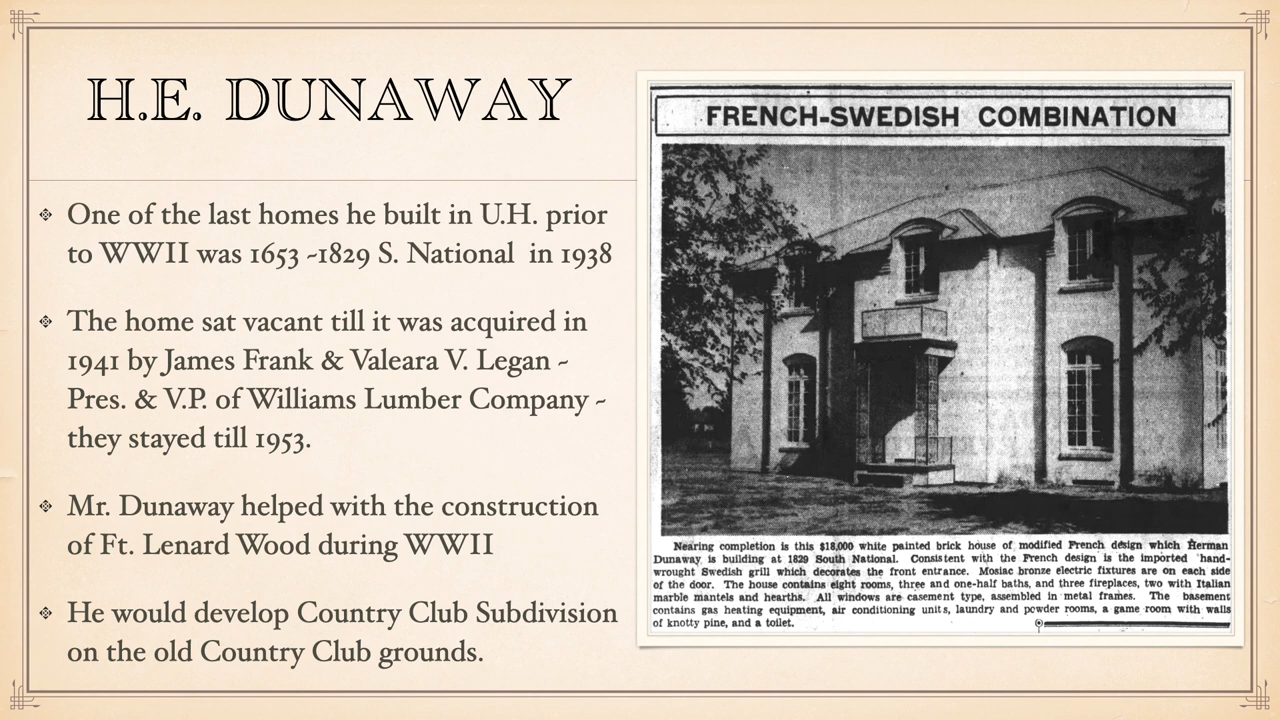 H.E. DUNAWAY
One of the last homes he built in U.H. prior
to WWII was 1653 ~1829 S. National in 1938
The home sat vacant till it was acquired in
1941 by James Frank & Valeara V. Legan ~
Pres. & V.P. of Williams Lumber Company ~
they stayed till 1953.
Mr. Dunaway helped with the construction
of Ft. Lenard Wood during WWII
He would develop Country Club Subdivision
on the old Country Club grounds.
FRENCH-SWEDISH COMBINATION
Nearing completion is this $18,000 white painted brick house of modified French design which Herman
Dunaway is building at 1829 South National. Consistent with the French design is the imported hand-
wrought Swedish grill which decorates the front entrance. Mosiac bronze electric fixtures are on each side
of the door. The house contains eight rooms, three and one-half baths, and three fireplaces, two with Italian
marble mantels and hearths. All windows are casement type, assembled in metal frames. The basement
contains gas heating equipment, air conditioning units, laundry and powder rooms, a game room with walls
of knotty pine, and a toilet.